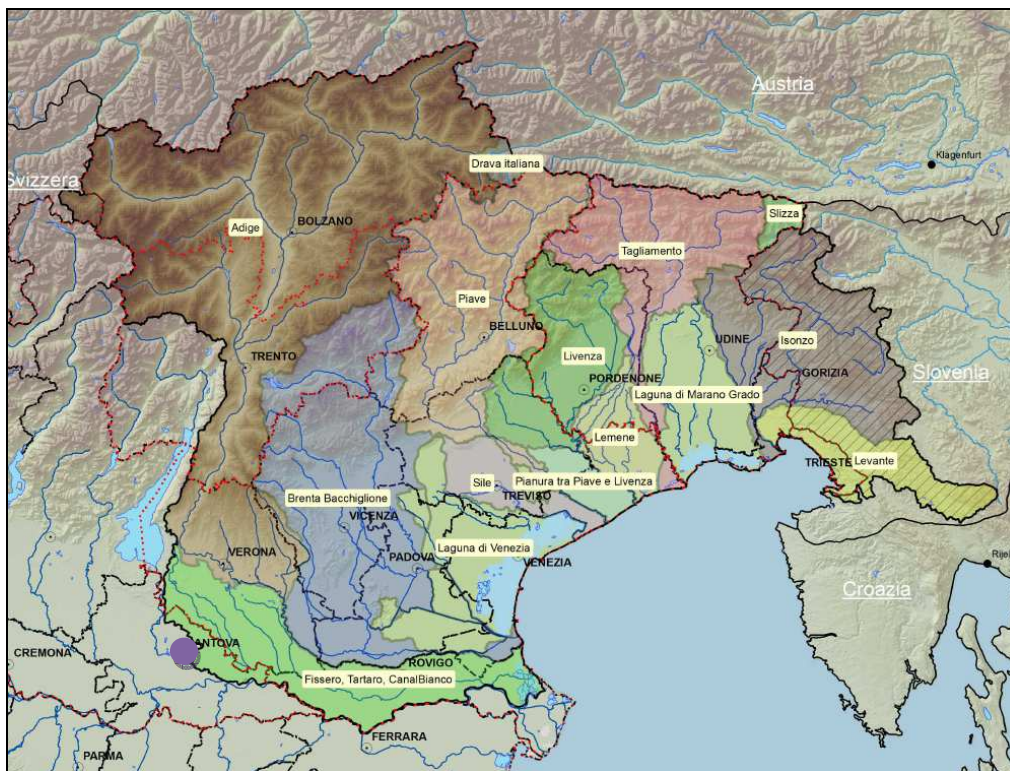 Austria
Klagenfurt
Drava italiana
Svizzera
Slizza
BOLZANO
Adige
Tagliamento
Piave
BELLUNO
UDINE
Isonzo
TRENTO
Livenza
GORIZIA
Slovenia
PORDENONE
Laguna di Marano Grado
Lemene
TRIESTE
Levante
Sile
Pianura tra Piave e Livenza
TREVISO
Brenta Bacchiglione
VICENZA
Laguna di Venezia
VERONA
PADOVA
VENEZIA
Rije
Croazia
ANTOVA
CREMONA
ROVIGO
Fissero, Tartaro, CanalBianco
FERRARA
PARMA